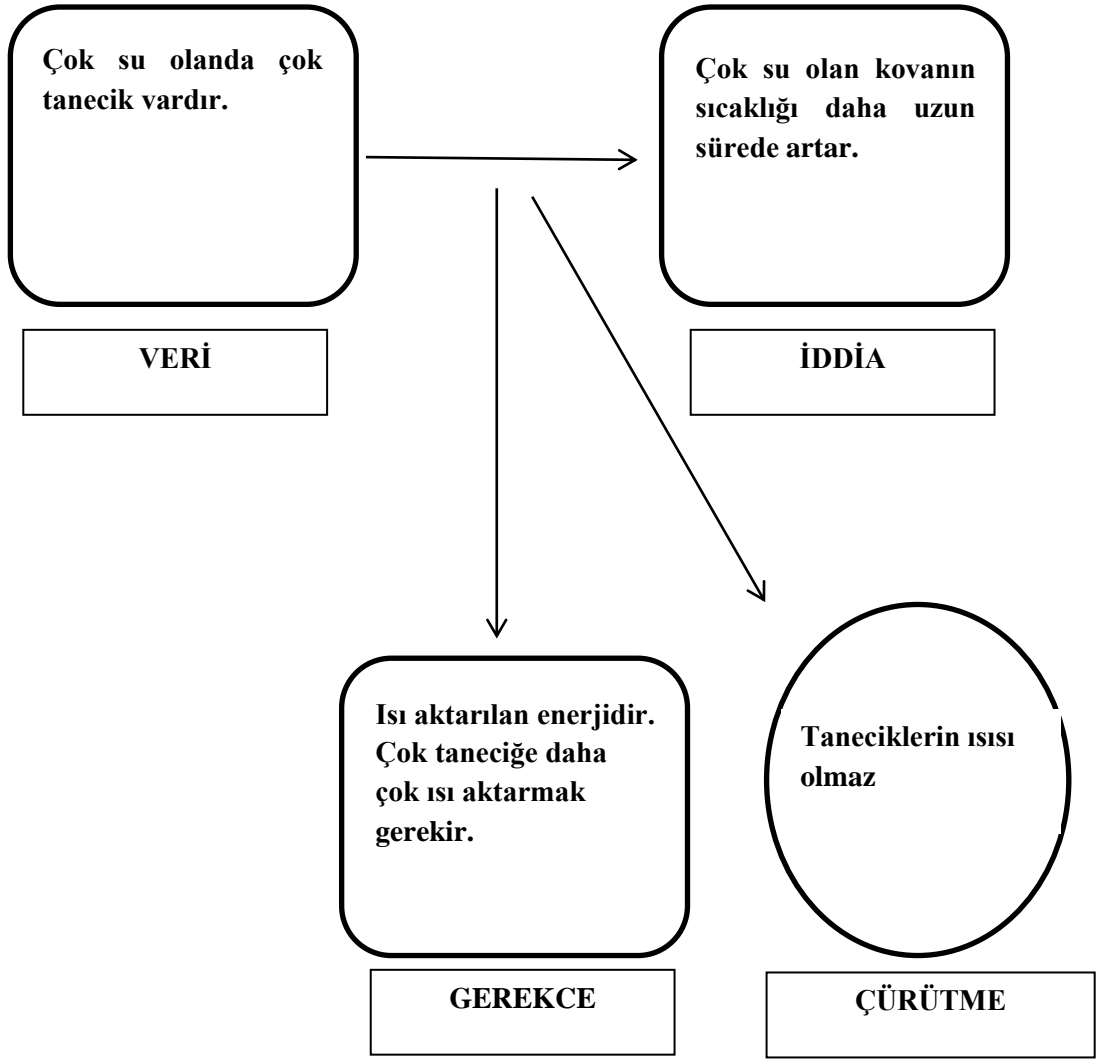 Çok su olanda çok
tanecik vardır.
Çok su olan kovanın
sıcaklığı daha uzun
sürede artar.
VERİ
İDDİA
Isı aktarılan enerjidir.
Çok taneciğe daha
çok ısı aktarmak
gerekir.
Taneciklerin ısısı
olmaz
GEREKCE
ÇÜRÜTME